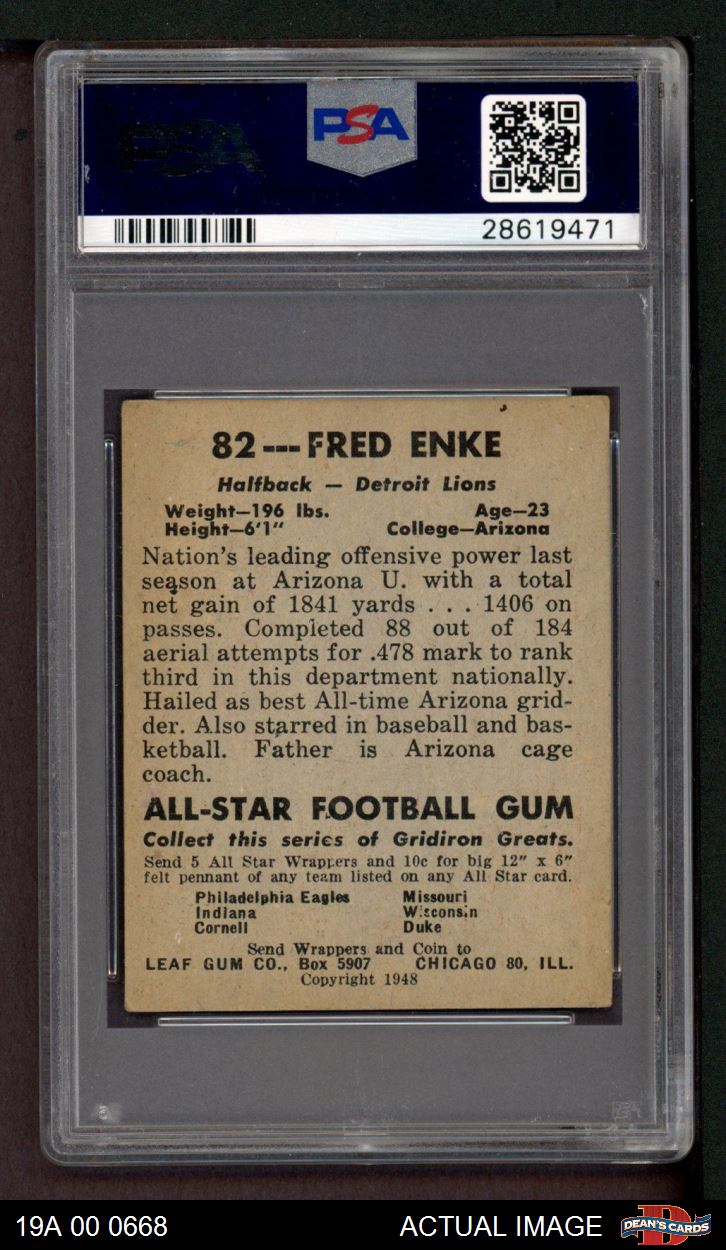 PSA
PSA
28619471
82---FRED ENKE
Halfback — Detroit Lions
Weight—196 lbs. Age—23
Height—6'1" College—Arizona
Nation's leading offensive power last
season at Arizona U. with a total
net gain of 1841 yards . . . 1406 on
passes. Completed 88 out of 184
aerial attempts for .478 mark to rank
third in this department nationally.
Hailed as best All-time Arizona grid-
der. Also starred in baseball and bas-
ketball. Father is Arizona cage
coach.
ALL-STAR FOOTBALL GUM
Collect this series of Gridiron Greats.
Send 5 All Star Wrappers and 10c for big 12" x 6"
felt pennant of any team listed on any All Star card.
Philadelphia Eagles Missouri
Indiana Wisconsin
Cornell Duke
Send Wrappers and Coin to
LEAF GUM CO., Box 5907 CHICAGO 80, ILL.
Copyright 1948
19A 00 0668 ACTUAL IMAGE DEAN'S CARDS